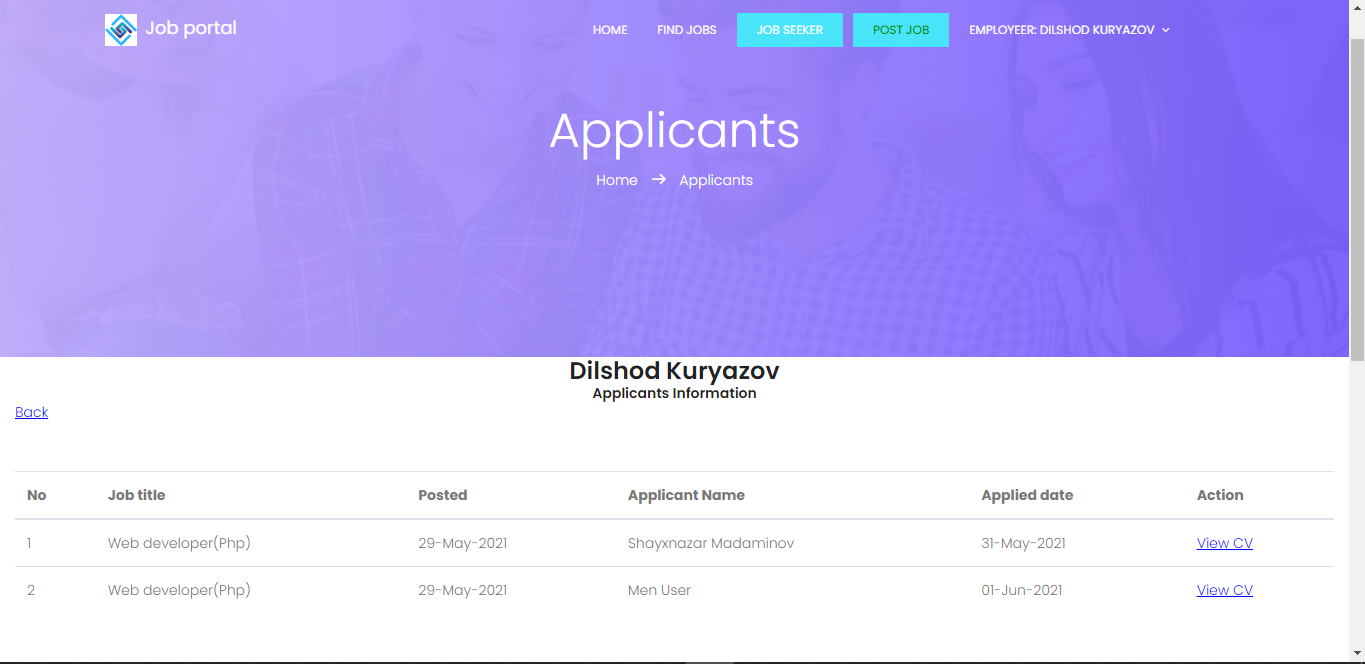 Job portal
HOME FIND JOBS JOB SEEKER POST JOB EMPLOYEER: DILSHOD KURYAZOV
Applicants
Home → Applicants
Dilshod Kuryazov
Applicants Information
Back
No Job title Posted Applicant Name Applied date Action
1 Web developer(Php) 29-May-2021 Shayxnazar Madaminov 31-May-2021 View CV
2 Web developer(Php) 29-May-2021 Men User 01-Jun-2021 View CV